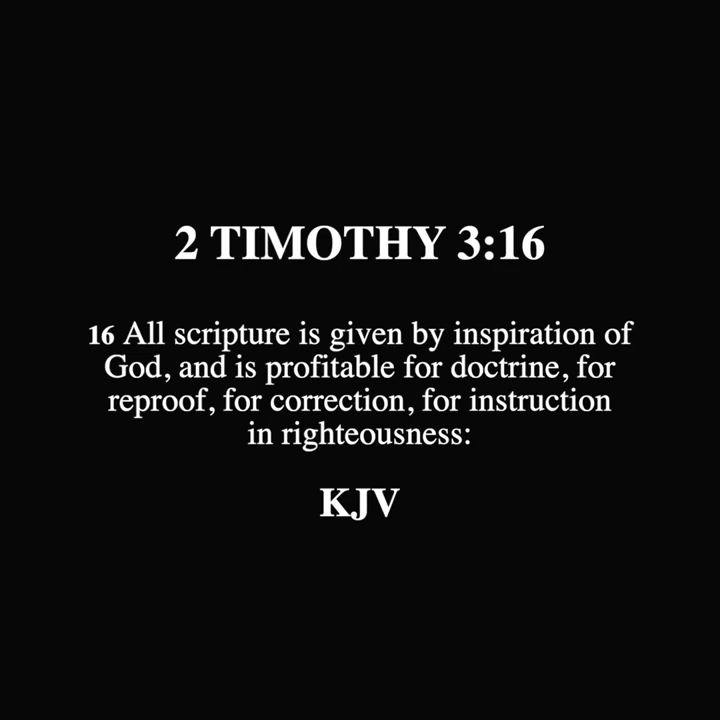 2 TIMOTHY 3:16
16 All scripture is given by inspiration of
God, and is profitable for doctrine, for
reproof, for correction, for instruction
in righteousness:
KJV